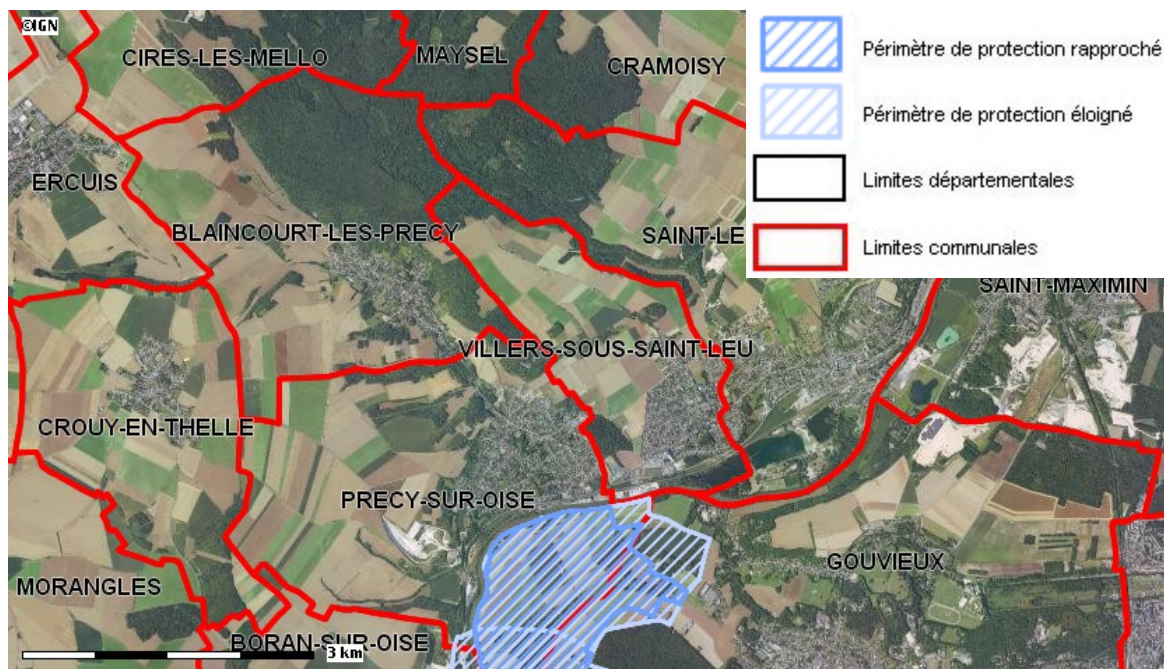 ©IGN
CIRES-LES-MELLO
MAYSEL
CRAMOISY
Périmètre de protection rapproché
Périmètre de protection éloigné
Limites départementales
Limites communales
ERCUIS
BLAINCOURT-LES-PRECY
SAINT-LE
SAINT-MAXIMIN
VILLERS-SOUS-SAINT-LEU
CROUY-EN-THELLE
PRECY-SUR-OISE
GOUVIEUX
MORANGLES
BORAN-SUR-OISE
3 km